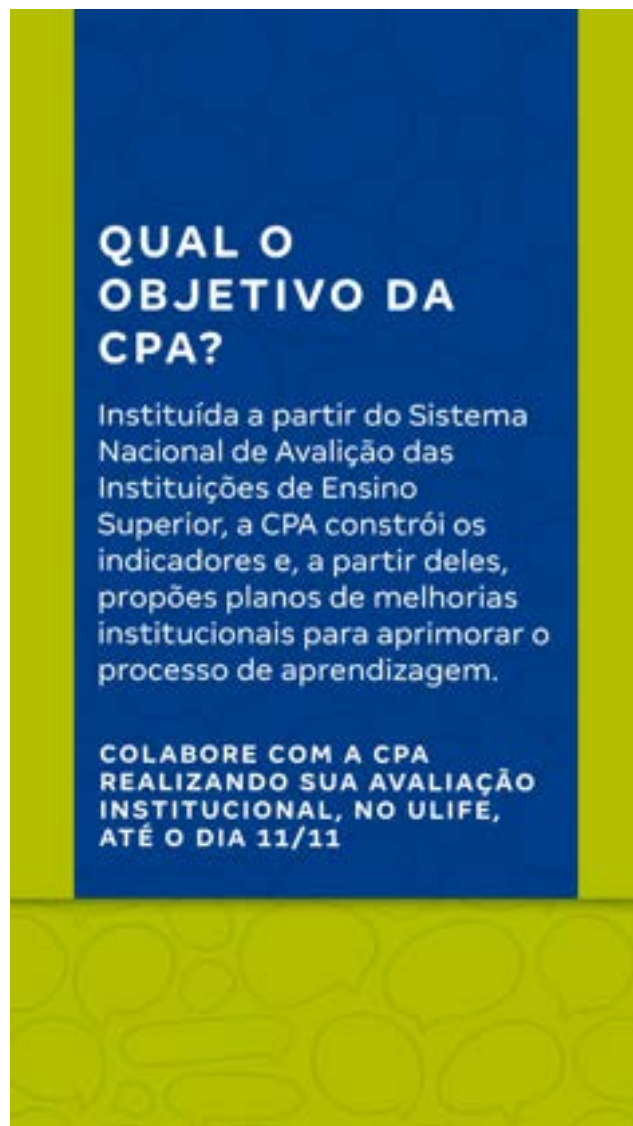 QUAL O
OBJETIVO DA
CPA?
Instituída a partir do Sistema
Nacional de Avalição das
Instituições de Ensino
Superior, a CPA constrói os
indicadores e, a partir deles,
propões planos de melhorias
institucionais para aprimorar o
processo de aprendizagem.
COLABORE COM A CPA
REALIZANDO SUA AVALIAÇÃO
INSTITUCIONAL, NO ULIFE,
ATÉ O DIA 11/11